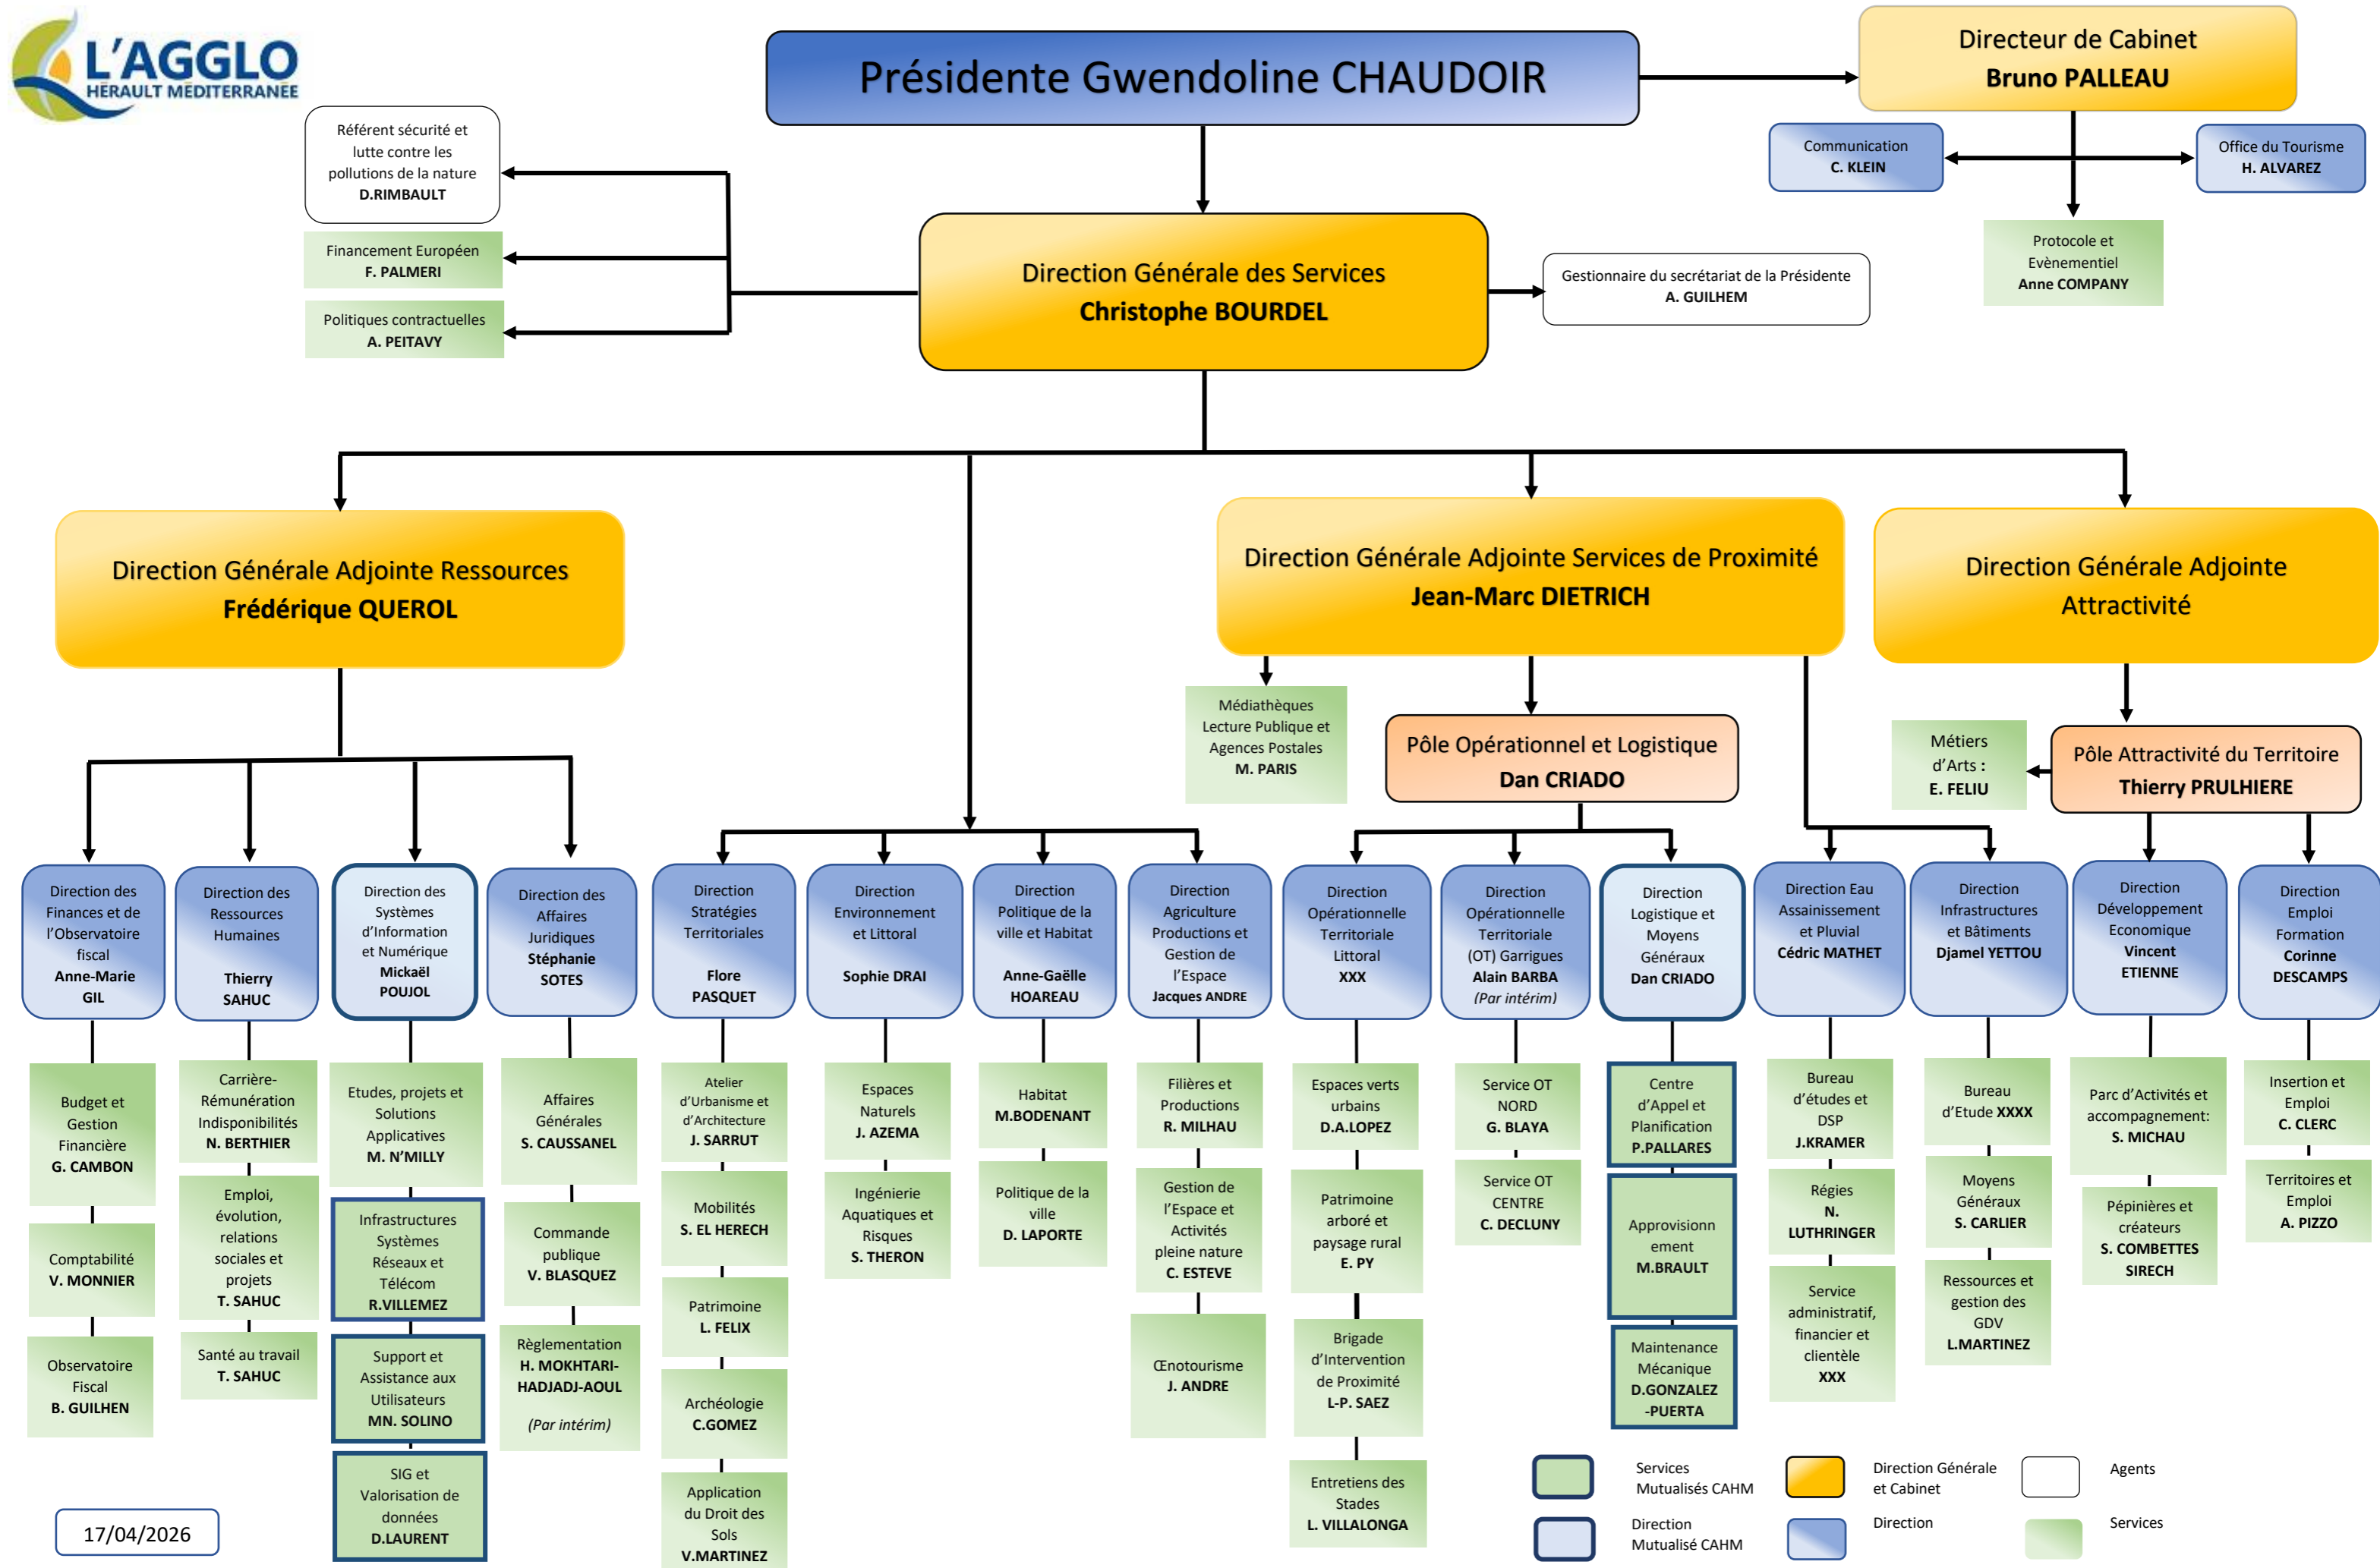 L'AGGLO
HÉRAULT MÉDITERRANÉE
Présidente Gwendoline CHAUDOIR
Directeur de Cabinet
Bruno PALLEAU
Communication
C. KLEIN
Office du Tourisme
H. ALVAREZ
Protocole et
Evènementiel
Anne COMPANY
Référent sécurité et
lutte contre les
pollutions de la nature
D.RIMBAULT
Financement Européen
F. PALMERI
Politiques contractuelles
A. PEITAVY
Direction Générale des Services
Christophe BOURDEL
Gestionnaire du secrétariat de la Présidente
A. GUILHEM
Direction Générale Adjointe Ressources
Frédérique QUEROL
Direction Générale Adjointe Services de Proximité
Jean-Marc DIETRICH
Direction Générale Adjointe
Attractivité
Médiathèques
Lecture Publique et
Agences Postales
M. PARIS
Pôle Opérationnel et Logistique
Dan CRIADO
Métiers
d'Arts :
E. FELIU
Pôle Attractivité du Territoire
Thierry PRULHIERE
Direction des
Finances et de
l'Observatoire
fiscal
Anne-Marie
GIL
Direction des
Ressources
Humaines
Thierry
SAHUC
Direction des
Systèmes
d'Information
et Numérique
Mickaël
POUJOL
Direction des
Affaires
Juridiques
Stéphanie
SOTES
Direction
Stratégies
Territoriales
Flore
PASQUET
Direction
Environnement
et Littoral
Sophie DRAI
Direction
Politique de la
ville et Habitat
Anne-Gaëlle
HOAREAU
Direction
Agriculture
Productions et
Gestion de
l'Espace
Jacques ANDRE
Direction
Opérationnelle
Territoriale
Littoral
XXX
Direction
Opérationnelle
Territoriale
(OT) Garrigues
Alain BARBA
(Par intérim)
Direction
Logistique et
Moyens
Généraux
Dan CRIADO
Direction Eau
Assainissement
et Pluvial
Cédric MATHET
Direction
Infrastructures
et Bâtiments
Djamel YETTOU
Direction
Développement
Economique
Vincent
ETIENNE
Direction
Emploi
Formation
Corinne
DESCAMPS
Budget et
Gestion
Financière
G. CAMBON
Comptabilité
V. MONNIER
Observatoire
Fiscal
B. GUILHEN
Carrière-
Rémunération
Indisponibilités
N. BERTHIER
Emploi,
évolution,
relations
sociales et
projets
T. SAHUC
Santé au travail
T. SAHUC
Etudes, projets et
Solutions
Applicatives
M. N'MILLY
Infrastructures
Systèmes
Réseaux et
Télécom
R.VILLEMEZ
Support et
Assistance aux
Utilisateurs
MN. SOLINO
SIG et
Valorisation de
données
D.LAURENT
Affaires
Générales
S. CAUSSANEL
Commande
publique
V. BLASQUEZ
Règlementation
H. MOKHTARI-
HADJADJ-AOUL
(Par intérim)
Atelier
d'Urbanisme et
d'Architecture
J. SARRUT
Mobilités
S. EL HERECH
Patrimoine
L. FELIX
Archéologie
C.GOMEZ
Application
du Droit des
Sols
V.MARTINEZ
Espaces
Naturels
J. AZEMA
Ingénierie
Aquatiques et
Risques
S. THERON
Habitat
M.BODENANT
Politique de la
ville
D. LAPORTE
Filières et
Productions
R. MILHAU
Gestion de
l'Espace et
Activités
pleine nature
C. ESTEVE
Œnotourisme
J. ANDRE
Espaces verts
urbains
D.A.LOPEZ
Patrimoine
arboré et
paysage rural
E. PY
Brigade
d'Intervention
de Proximité
L-P. SAEZ
Entretiens des
Stades
L. VILLALONGA
Service OT
NORD
G. BLAYA
Service OT
CENTRE
C. DECLUNY
Centre
d'Appel et
Planification
P.PALLARES
Approvisionn
ement
M.BRAULT
Maintenance
Mécanique
D.GONZALEZ
-PUERTA
Bureau
d'études et
DSP
J.KRAMER
Régies
N.
LUTHRINGER
Service
administratif,
financier et
clientèle
XXX
Bureau
d'Etude XXXX
Moyens
Généraux
S. CARLIER
Ressources et
gestion des
GDV
L.MARTINEZ
Parc d'Activités et
accompagnement:
S. MICHAU
Pépinières et
créateurs
S. COMBETTES
SIRECH
Insertion et
Emploi
C. CLERC
Territoires et
Emploi
A. PIZZO
17/04/2026
Services
Mutualisés CAHM
Direction Générale
et Cabinet
Agents
Direction
Mutualisé CAHM
Direction
Services